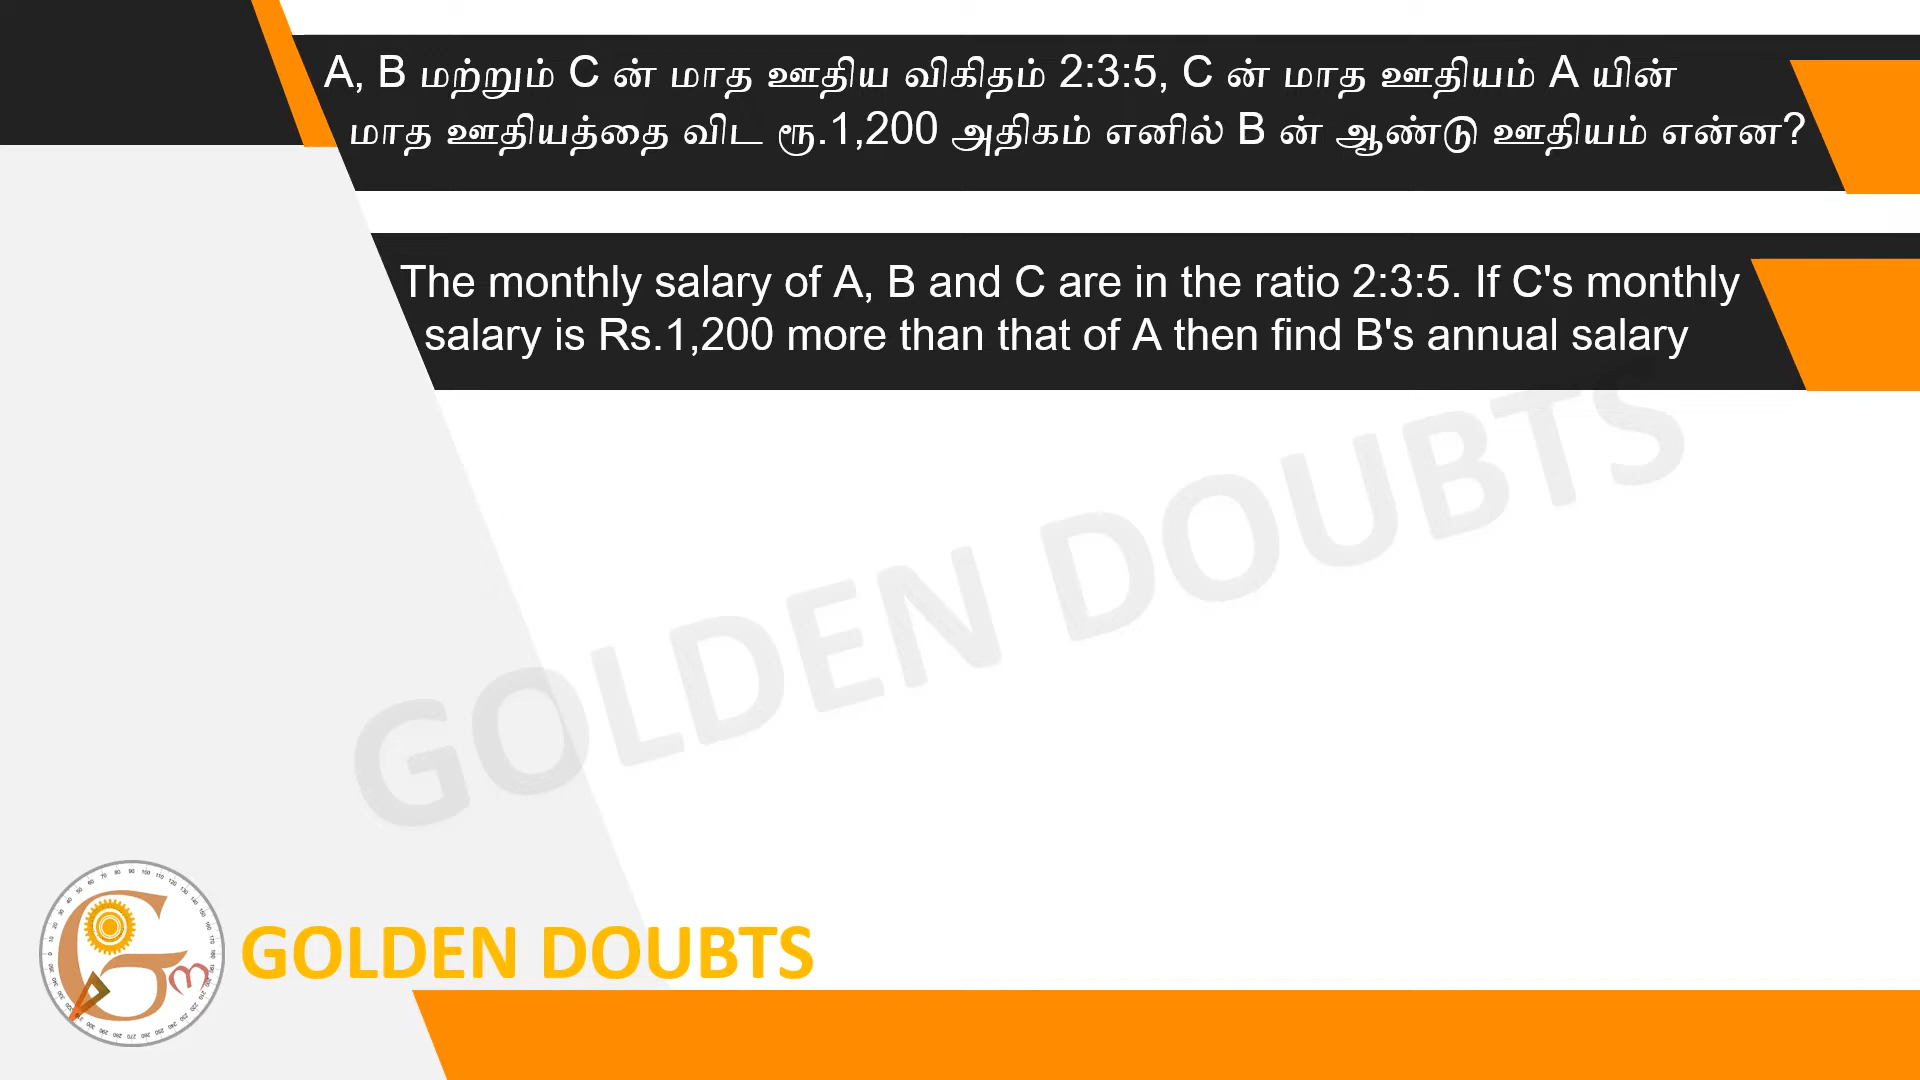 A, B மற்றும் C ன் மாத ஊதிய விகிதம் 2:3:5, C ன் மாத ஊதியம் A யின்
மாத ஊதியத்தை விட ரூ.1,200 அதிகம் எனில் B ன் ஆண்டு ஊதியம் என்ன?
The monthly salary of A, B and C are in the ratio 2:3:5. If C's monthly
salary is Rs.1,200 more than that of A then find B's annual salary
GOLDEN DOUBTS
GOLDEN DOUBTS